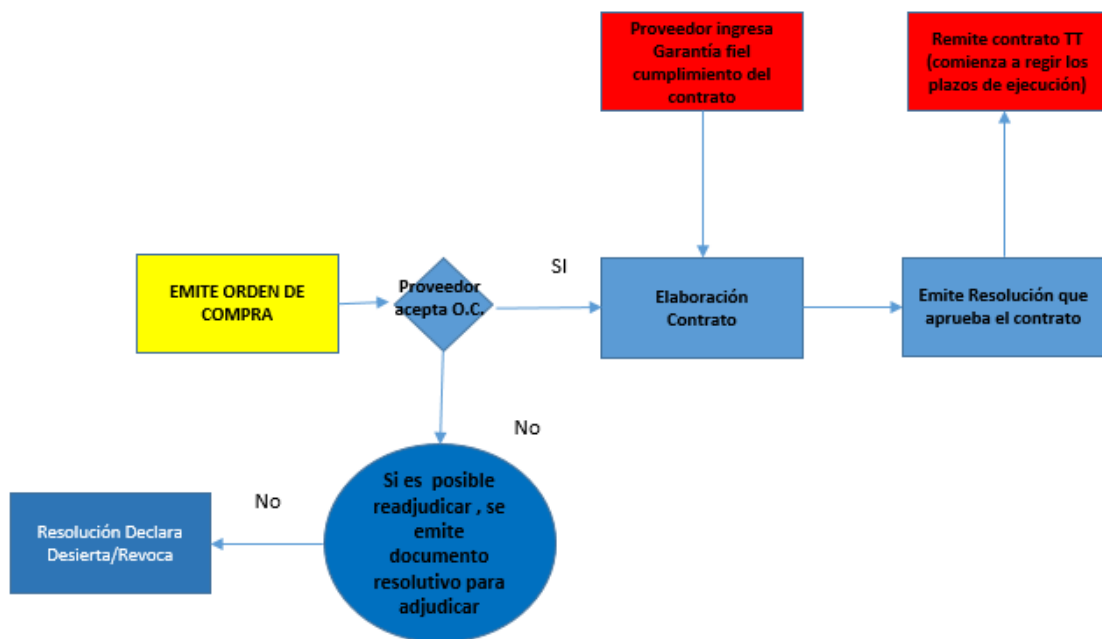 Proveedor ingresa
Garantía fiel
cumplimiento del
contrato
Remite contrato TT
(comienza a regir los
plazos de ejecución)
EMITE ORDEN DE
COMPRA
Proveedor
acepta O.C.
SI
Elaboración
Contrato
Emite Resolución que
aprueba el contrato
No
Si es posible
readjudicar , se
emite
documento
resolutivo para
adjudicar
No
Resolución Declara
Desierta/Revoca